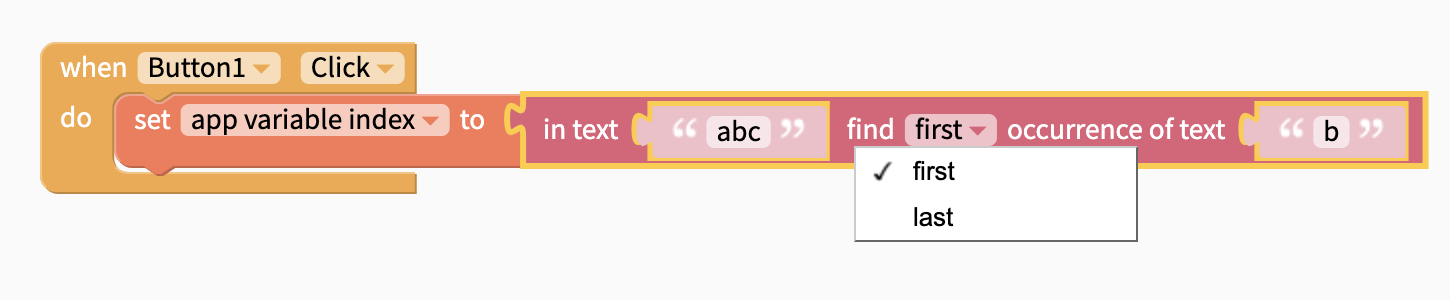 when Button1 Click
do set app variable index to in text “ abc ” find first occurrence of text “ b ”
✓ first
last